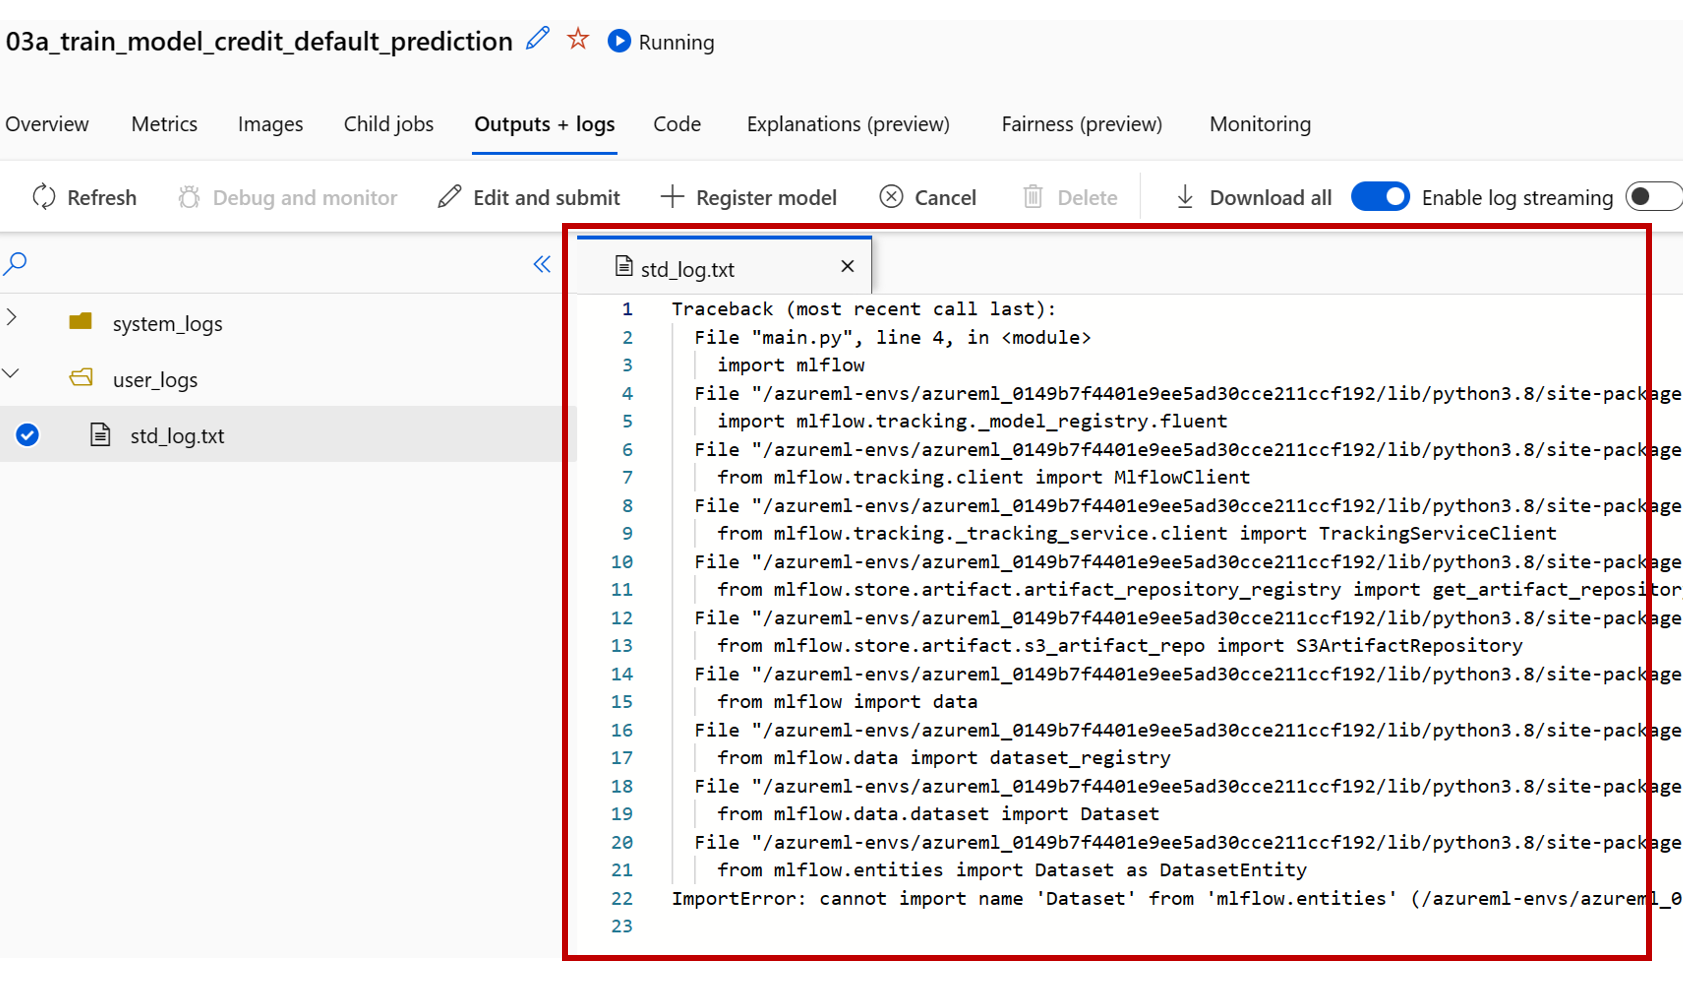 03a_train_model_credit_default_prediction Running
Overview Metrics Images Child jobs Outputs + logs Code Explanations (preview) Fairness (preview) Monitoring
Refresh Debug and monitor Edit and submit Register model Cancel Delete Download all Enable log streaming
system_logs
user_logs
std_log.txt
std_log.txt
1 Traceback (most recent call last):
2 File "main.py", line 4, in <module>
3 import mlflow
4 File "/azureml-envs/azureml_0149b7f4401e9ee5ad30cce211ccf192/lib/python3.8/site-package
5 import mlflow.tracking._model_registry.fluent
6 File "/azureml-envs/azureml_0149b7f4401e9ee5ad30cce211ccf192/lib/python3.8/site-package
7 from mlflow.tracking.client import MlflowClient
8 File "/azureml-envs/azureml_0149b7f4401e9ee5ad30cce211ccf192/lib/python3.8/site-package
9 from mlflow.tracking._tracking_service.client import TrackingServiceClient
10 File "/azureml-envs/azureml_0149b7f4401e9ee5ad30cce211ccf192/lib/python3.8/site-package
11 from mlflow.store.artifact.artifact_repository_registry import get_artifact_repository
12 File "/azureml-envs/azureml_0149b7f4401e9ee5ad30cce211ccf192/lib/python3.8/site-package
13 from mlflow.store.artifact.s3_artifact_repo import S3ArtifactRepository
14 File "/azureml-envs/azureml_0149b7f4401e9ee5ad30cce211ccf192/lib/python3.8/site-package
15 from mlflow import data
16 File "/azureml-envs/azureml_0149b7f4401e9ee5ad30cce211ccf192/lib/python3.8/site-package
17 from mlflow.data import dataset_registry
18 File "/azureml-envs/azureml_0149b7f4401e9ee5ad30cce211ccf192/lib/python3.8/site-package
19 from mlflow.data.dataset import Dataset
20 File "/azureml-envs/azureml_0149b7f4401e9ee5ad30cce211ccf192/lib/python3.8/site-package
21 from mlflow.entities import Dataset as DatasetEntity
22 ImportError: cannot import name 'Dataset' from 'mlflow.entities' (/azureml-envs/azureml_0
23